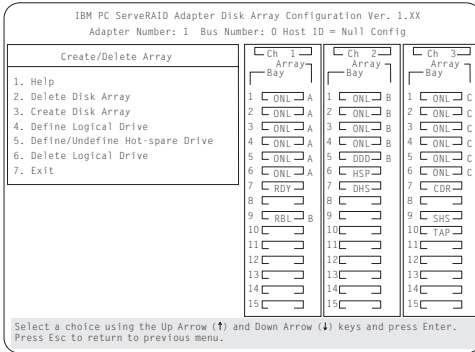 IBM PC ServeRAID Adapter Disk Array Configuration Ver. 1.XX
Adapter Number: 1 Bus Number: 0 Host ID = Null Config
Create/Delete Array
1. Help
2. Delete Disk Array
3. Create Disk Array
4. Define Logical Drive
5. Define/Undefine Hot-spare Drive
6. Delete Logical Drive
7. Exit
Ch 1
Array
Bay
1 ONL A
2 ONL A
3 ONL A
4 ONL A
5 ONL A
6 ONL A
7 RDY
8
9 RBL B
10
11
12
13
14
15
Ch 2
Array
Bay
1 ONL B
2 ONL B
3 ONL B
4 ONL B
5 DDD B
6 HSP
7 DHS
8
9
10
11
12
13
14
15
Ch 3
Array
Bay
1 ONL C
2 ONL C
3 ONL C
4 ONL C
5 ONL C
6 ONL C
7 CDR
8
9 SHS
10 TAP
11
12
13
14
15
Select a choice using the Up Arrow (↑) and Down Arrow (↓) keys and press Enter.
Press Esc to return to previous menu.